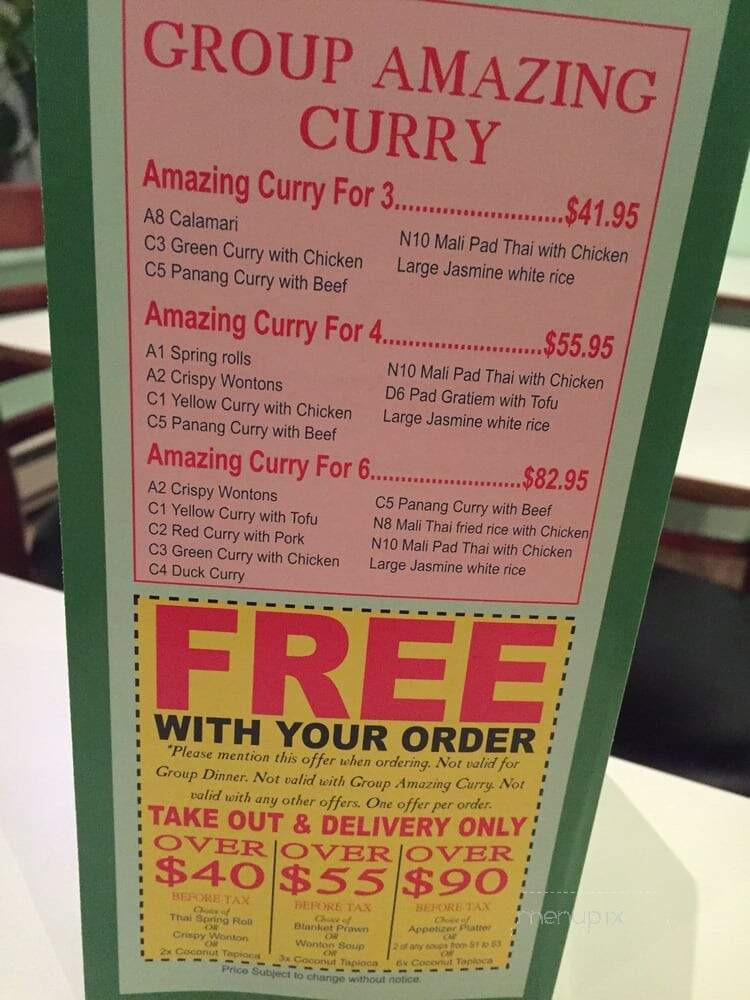 GROUP AMAZING
CURRY
Amazing Curry For 3..........................$41.95
A8 Calamari
C3 Green Curry with Chicken
C5 Panang Curry with Beef
N10 Mali Pad Thai with Chicken
Large Jasmine white rice
Amazing Curry For 4..........................$55.95
A1 Spring rolls
A2 Crispy Wontons
C1 Yellow Curry with Chicken
C5 Panang Curry with Beef
N10 Mali Pad Thai with Chicken
D6 Pad Gratiem with Tofu
Large Jasmine white rice
Amazing Curry For 6..........................$82.95
A2 Crispy Wontons
C1 Yellow Curry with Tofu
C2 Red Curry with Pork
C3 Green Curry with Chicken
C4 Duck Curry
C5 Panang Curry with Beef
N8 Mali Thai fried rice with Chicken
N10 Mali Pad Thai with Chicken
Large Jasmine white rice
FREE
WITH YOUR ORDER
*Please mention this offer when ordering. Not valid for
Group Dinner. Not valid with Group Amazing Curry. Not
valid with any other offers. One offer per order.
TAKE OUT & DELIVERY ONLY
OVER
$40
BEFORE TAX
Choice of
Thai Spring Roll
OR
Crispy Wonton
OR
2x Coconut Tapioca
OVER
$55
BEFORE TAX
Choice of
Blanket Prawn
OR
Wonton Soup
OR
3x Coconut Tapioca
OVER
$90
BEFORE TAX
Choice of
Appetizer Platter
OR
2 of any soups from S1 to S3
OR
6x Coconut Tapioca
Price Subject to change without notice.
menupix